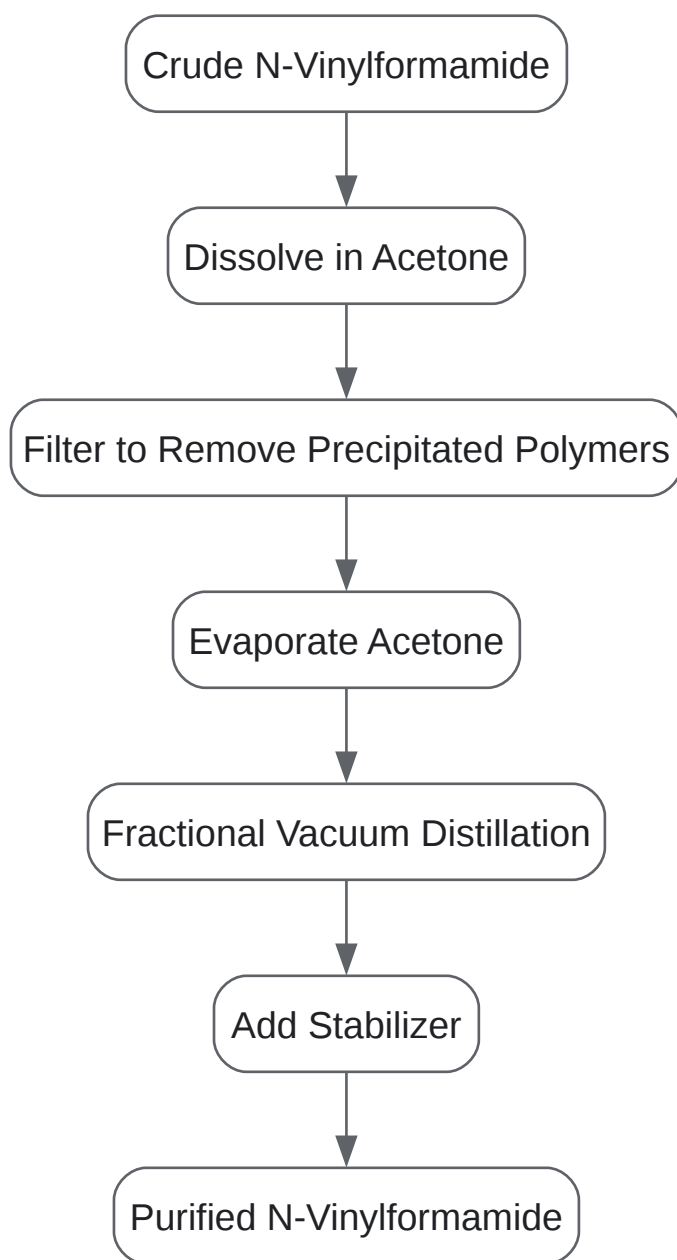 Crude N-Vinylformamide
Dissolve in Acetone
Filter to Remove Precipitated Polymers
Evaporate Acetone
Fractional Vacuum Distillation
Add Stabilizer
Purified N-Vinylformamide